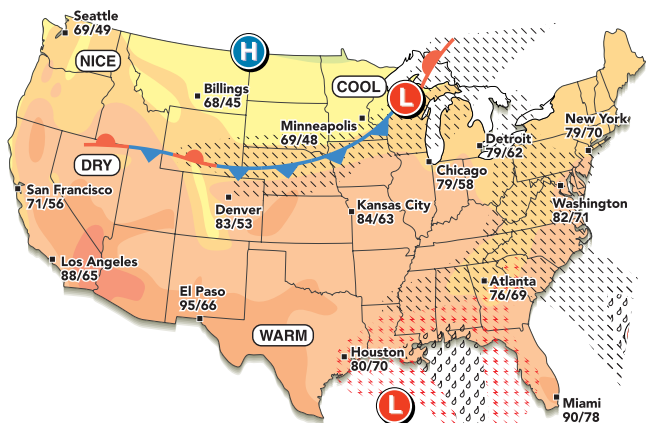 Seattle
69/49
NICE
H
Billings
68/45
COOL
L
Minneapolis
69/48
New York
79/70
Detroit
79/62
DRY
Chicago
79/58
San Francisco
71/56
Denver
83/53
Kansas City
84/63
Washington
82/71
Los Angeles
88/65
El Paso
95/66
Atlanta
76/69
WARM
Houston
80/70
L
Miami
90/78